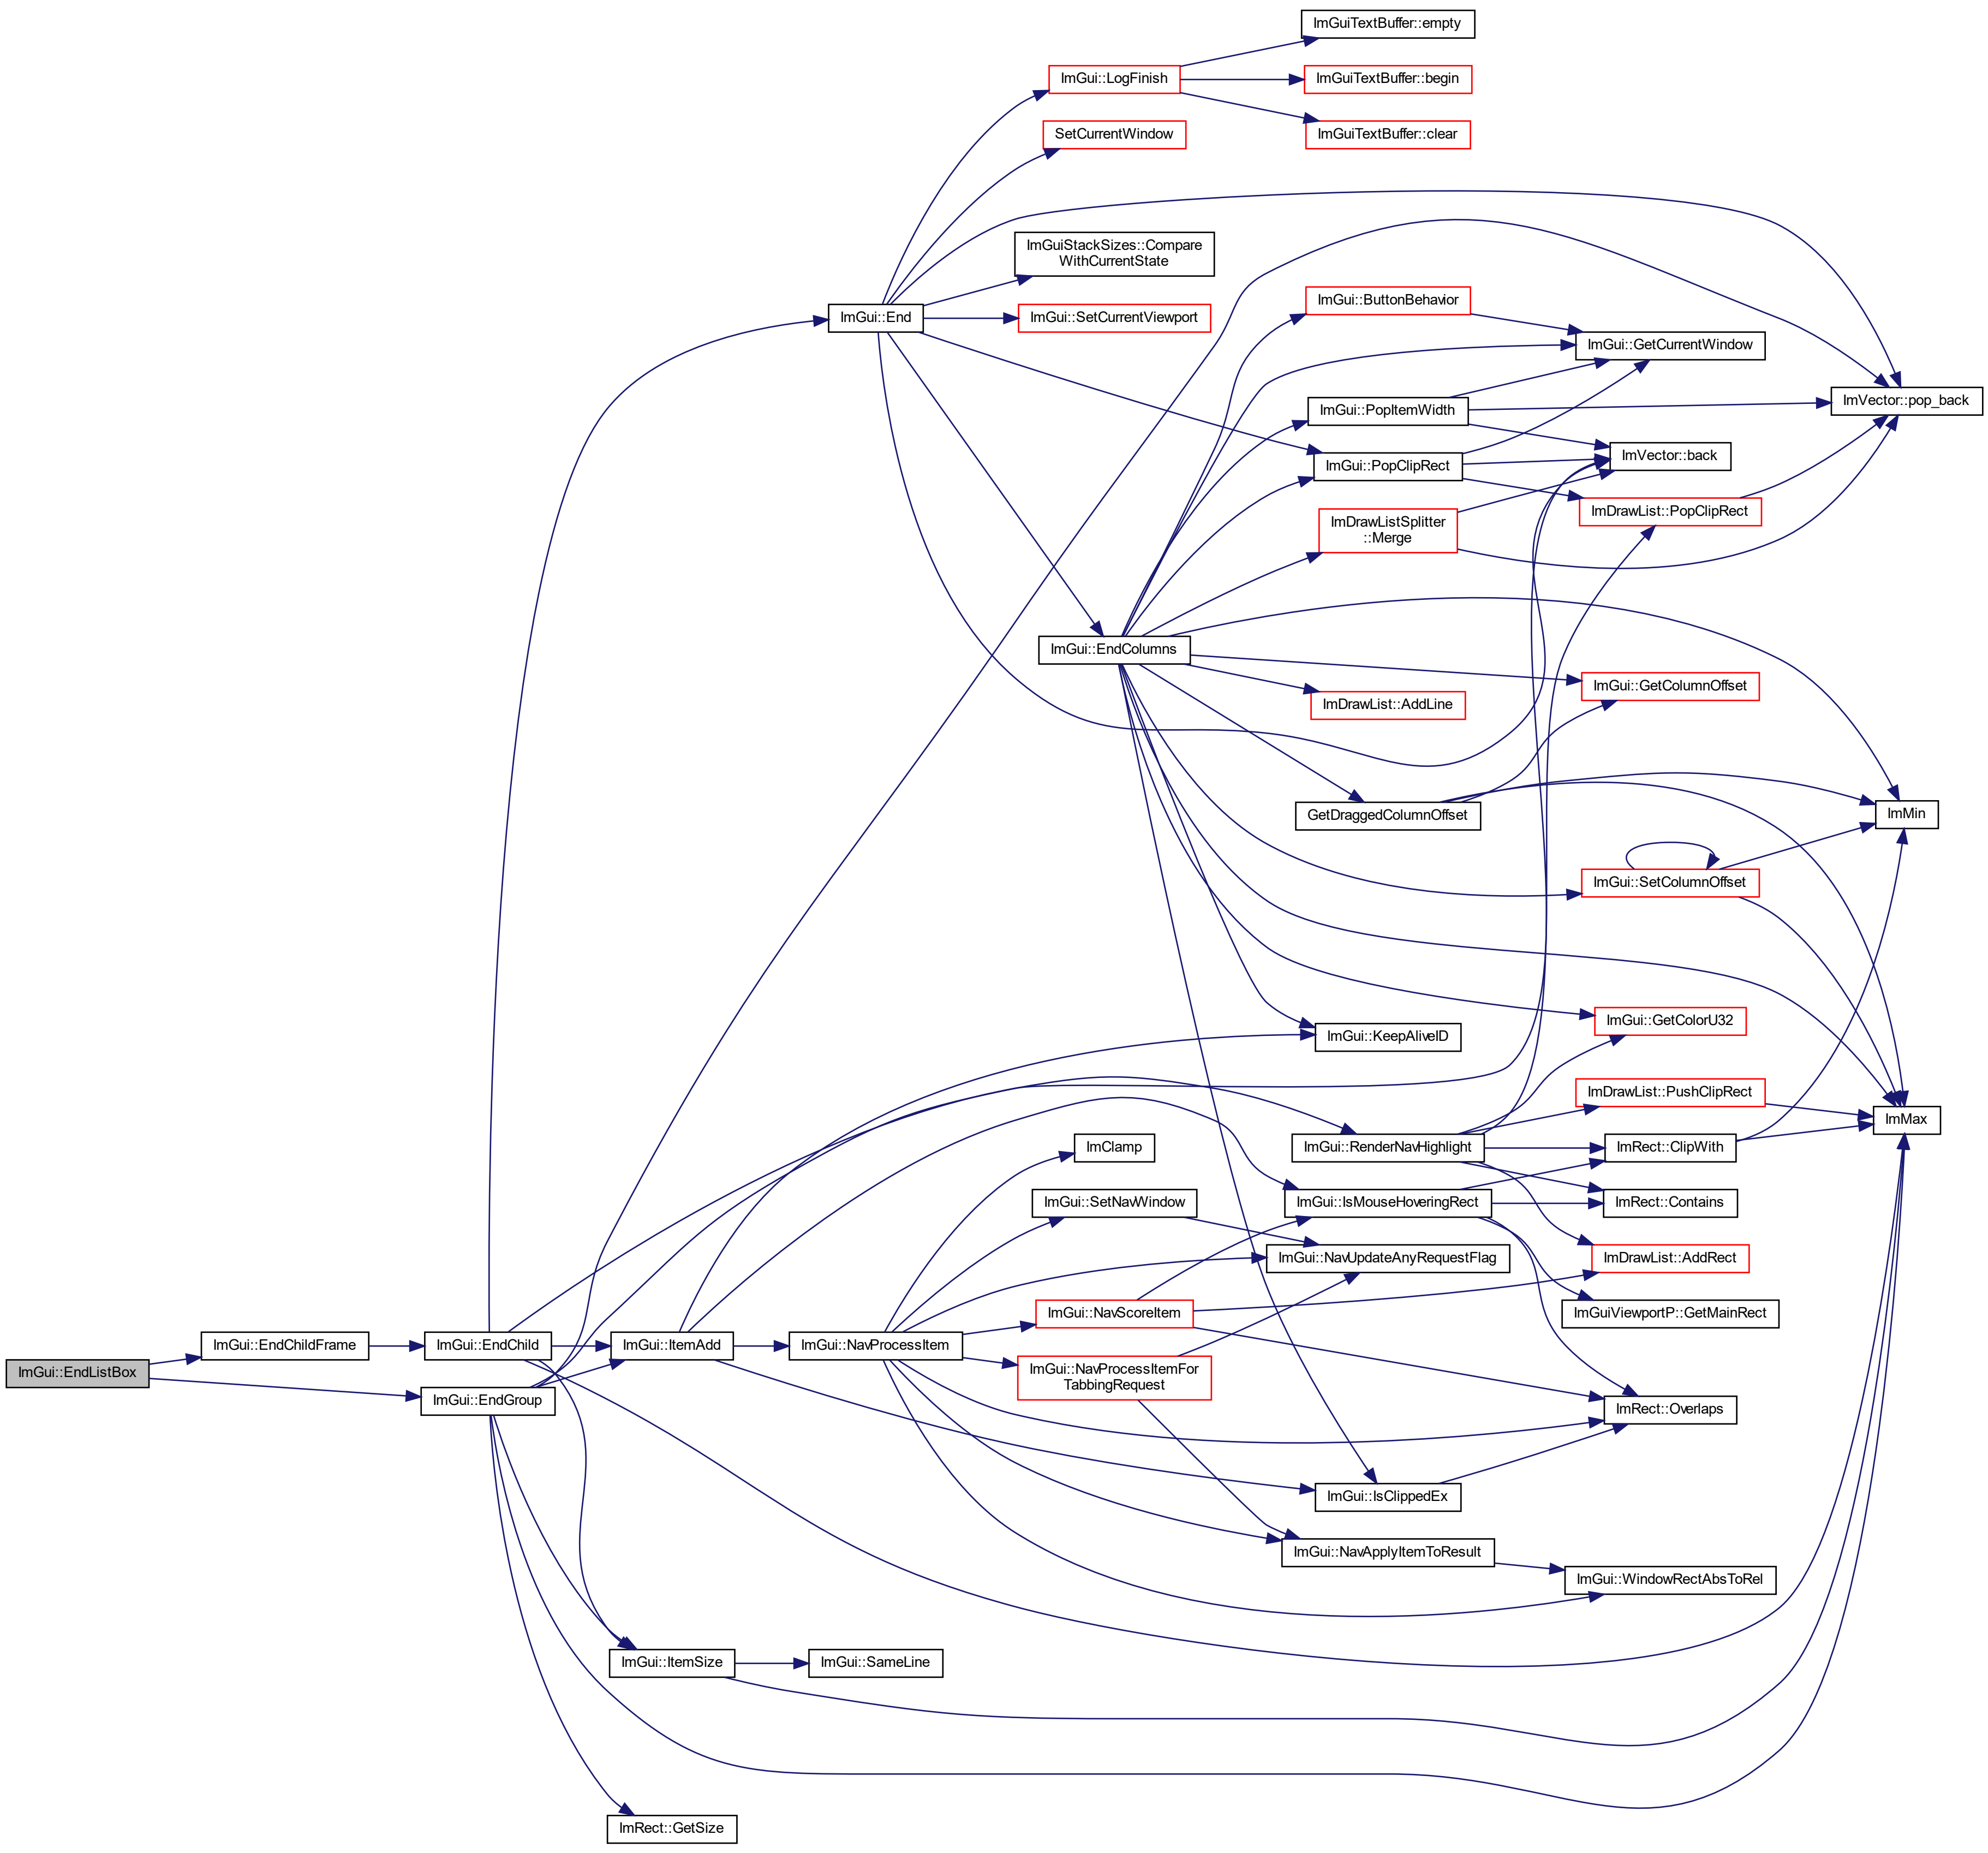 ImGuiTextBuffer::empty
ImGui::LogFinish
ImGuiTextBuffer::begin
SetCurrentWindow
ImGuiTextBuffer::clear
ImGuiStackSizes::Compare
WithCurrentState
ImGui::End
ImGui::SetCurrentViewport
ImGui::ButtonBehavior
ImGui::GetCurrentWindow
ImGui::PopItemWidth
ImVector::pop_back
ImGui::PopClipRect
ImVector::back
ImDrawListSplitter
::Merge
ImDrawList::PopClipRect
ImGui::EndColumns
ImGui::GetColumnOffset
ImDrawList::AddLine
GetDraggedColumnOffset
ImMin
ImGui::SetColumnOffset
ImGui::GetColorU32
ImGui::KeepAliveID
ImDrawList::PushClipRect
ImMax
ImClamp
ImGui::RenderNavHighlight
ImRect::ClipWith
ImGui::SetNavWindow
ImGui::IsMouseHoveringRect
ImRect::Contains
ImGui::NavUpdateAnyRequestFlag
ImDrawList::AddRect
ImGui::NavScoreItem
ImGuiViewportP::GetMainRect
ImGui::EndChildFrame
ImGui::EndChild
ImGui::ItemAdd
ImGui::NavProcessItem
ImGui::EndListBox
ImGui::NavProcessItemFor
TabbingRequest
ImGui::EndGroup
ImRect::Overlaps
ImGui::IsClippedEx
ImGui::NavApplyItemToResult
ImGui::WindowRectAbsToRel
ImGui::ItemSize
ImGui::SameLine
ImRect::GetSize